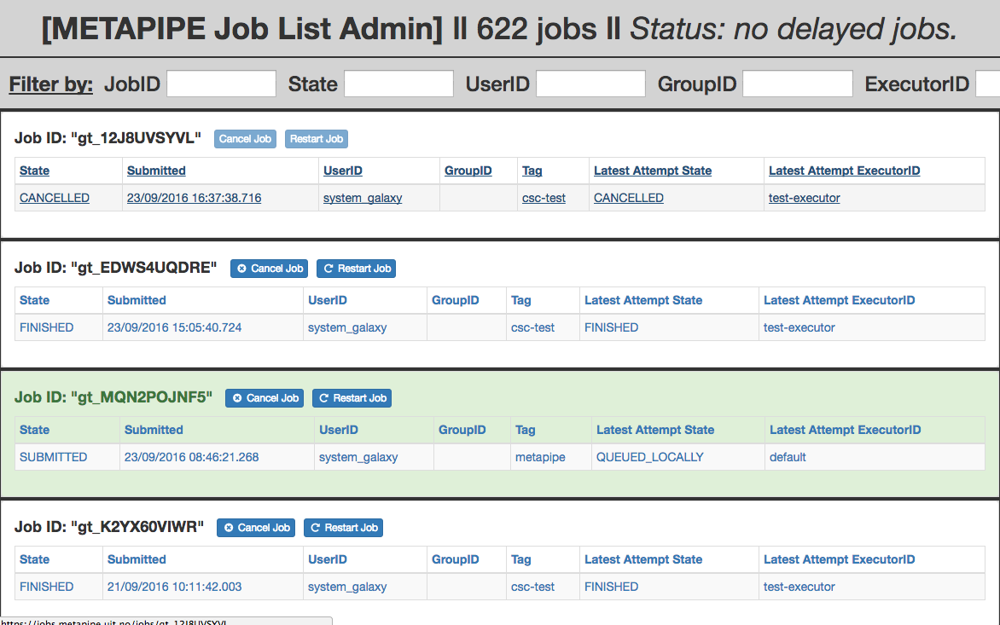 [METAPIPE Job List Admin] || 622 jobs || Status: no delayed jobs.
Filter by: JobID State UserID GroupID ExecutorID
Job ID: "gt_12J8UVSYVL" Cancel Job Restart Job
State Submitted UserID GroupID Tag Latest Attempt State Latest Attempt ExecutorID
CANCELLED 23/09/2016 16:37:38.716 system_galaxy csc-test CANCELLED test-executor
Job ID: "gt_EDWS4UQDRE" Cancel Job Restart Job
State Submitted UserID GroupID Tag Latest Attempt State Latest Attempt ExecutorID
FINISHED 23/09/2016 15:05:40.724 system_galaxy csc-test FINISHED test-executor
Job ID: "gt_MQN2POJNF5" Cancel Job Restart Job
State Submitted UserID GroupID Tag Latest Attempt State Latest Attempt ExecutorID
SUBMITTED 23/09/2016 08:46:21.268 system_galaxy metapipe QUEUED_LOCALLY default
Job ID: "gt_K2YX60VIWR" Cancel Job Restart Job
State Submitted UserID GroupID Tag Latest Attempt State Latest Attempt ExecutorID
FINISHED 21/09/2016 10:11:42.003 system_galaxy csc-test FINISHED test-executor
https://jobs.metapipe.uit.no/jobs/gt_12J8UVSYVL